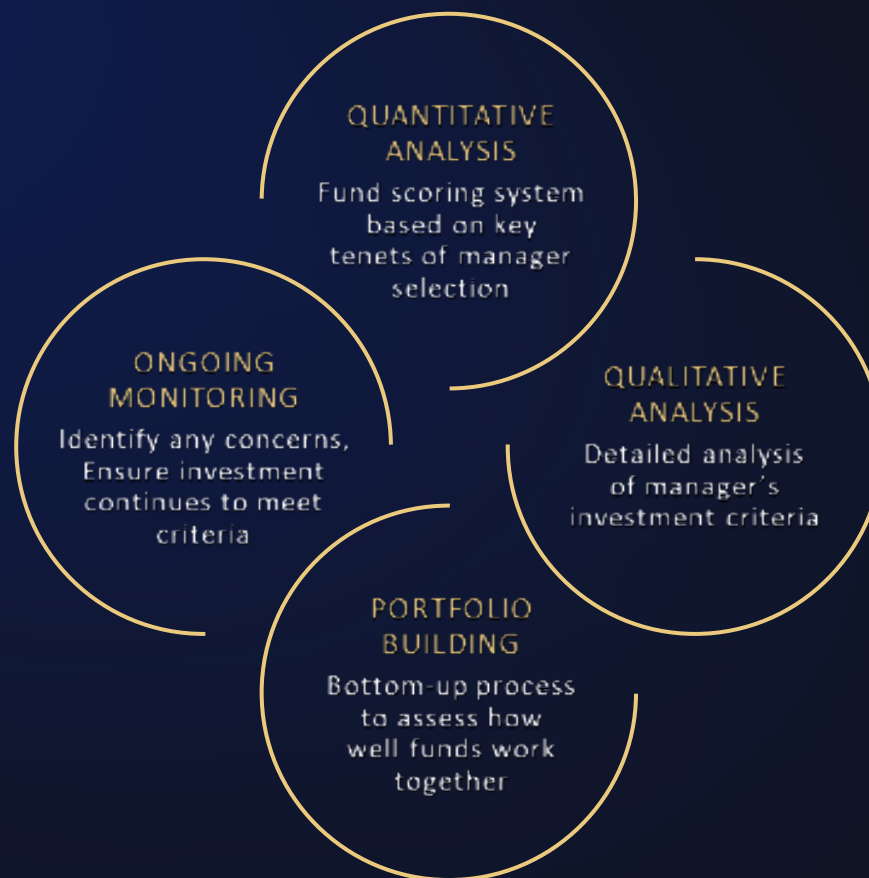 QUANTITATIVE
ANALYSIS
Fund scoring system
based on key
tenets of manager
selection
QUALITATIVE
ANALYSIS
Detailed analysis
of manager's
investment criteria
PORTFOLIO
BUILDING
Bottom-up process
to assess how
well funds work
together
ONGOING
MONITORING
Identify any concerns,
Ensure investment
continues to meet
criteria